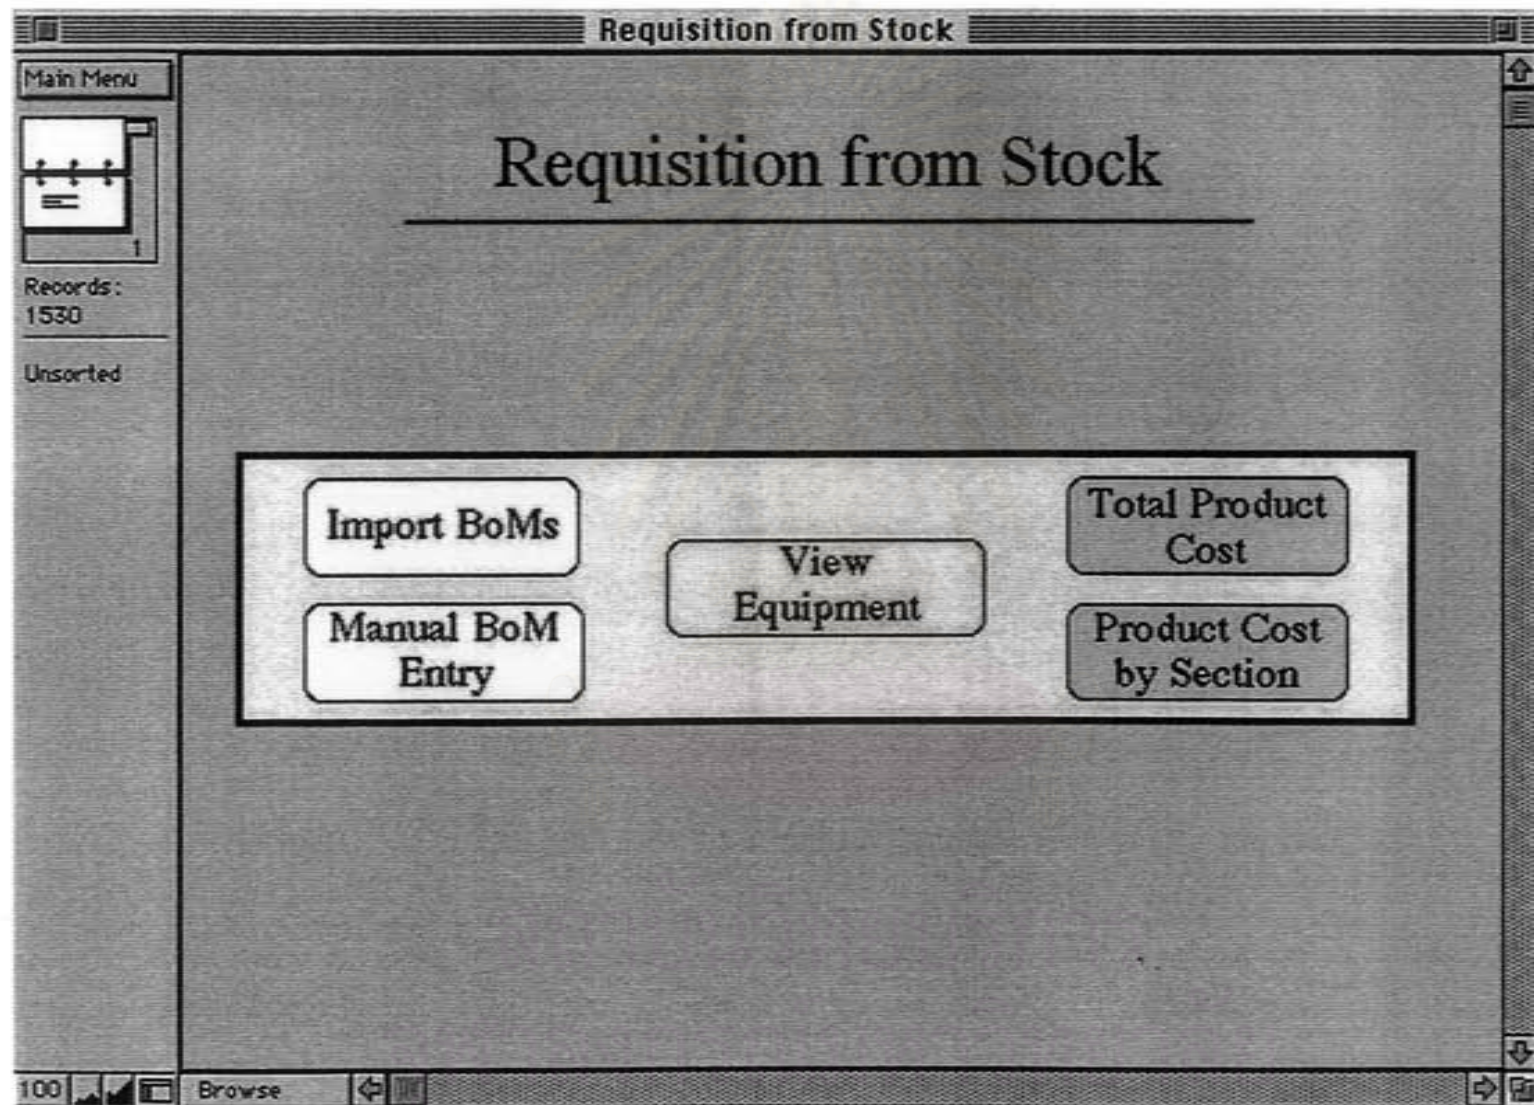 Requisition from Stock
Main Menu
1
Records:
1530
Unsorted
Requisition from Stock
Import BoMs
Manual BoM
Entry
View
Equipment
Total Product
Cost
Product Cost
by Section
100
Browse